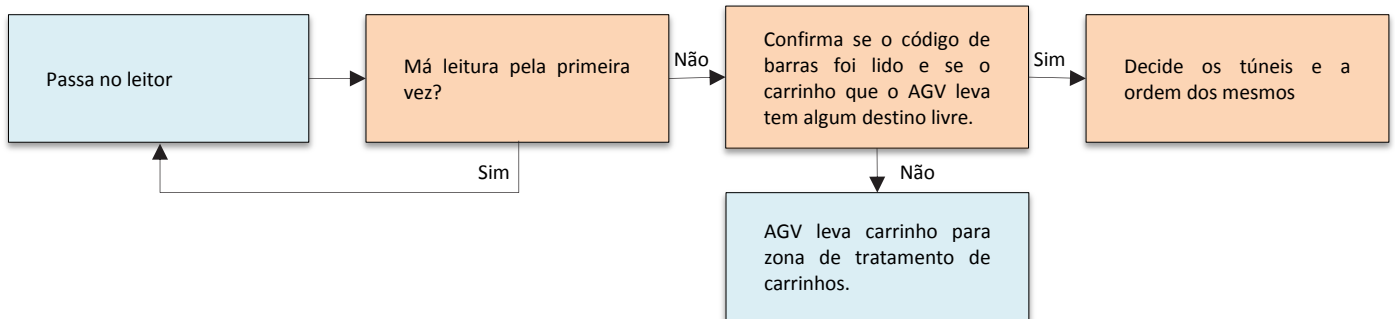 Passa no leitor
Má leitura pela primeira
vez?
Sim
Não
Confirma se o código de
barras foi lido e se o
carrinho que o AGV leva
tem algum destino livre.
Sim
Decide os túneis e a
ordem dos mesmos
Não
AGV leva carrinho para
zona de tratamento de
carrinhos.